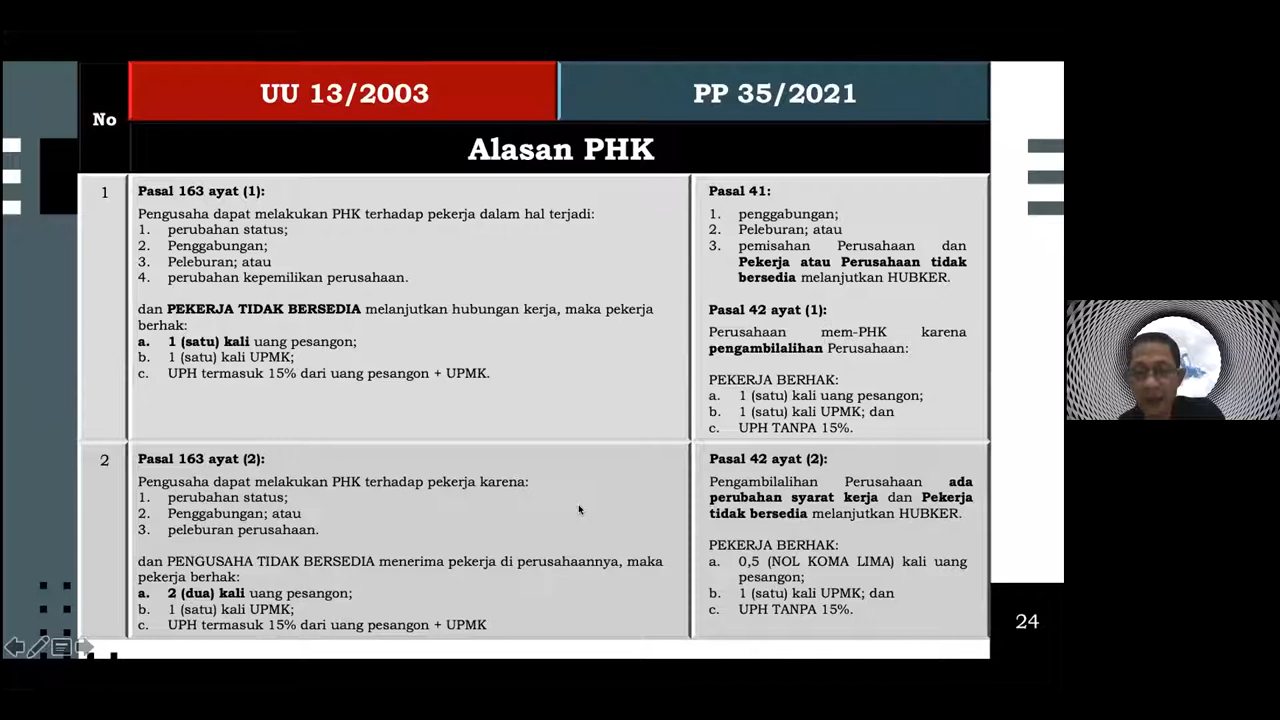 UU 13/2003
PP 35/2021
No
Alasan PHK
1
Pasal 163 ayat (1):
Pengusaha dapat melakukan PHK terhadap pekerja dalam hal terjadi:
1. perubahan status;
2. Penggabungan;
3. Peleburan; atau
4. perubahan kepemilikan perusahaan.
dan PEKERJA TIDAK BERSEDIA melanjutkan hubungan kerja, maka pekerja
berhak:
a. 1 (satu) kali uang pesangon;
b. 1 (satu) kali UPMK;
c. UPH termasuk 15% dari uang pesangon + UPMK.
Pasal 41:
1. penggabungan;
2. Peleburan; atau
3. pemisahan Perusahaan dan
Pekerja atau Perusahaan tidak
bersedia melanjutkan HUBKER.
Pasal 42 ayat (1):
Perusahaan mem-PHK karena
pengambilalihan Perusahaan:
PEKERJA BERHAK:
a. 1 (satu) kali uang pesangon;
b. 1 (satu) kali UPMK; dan
c. UPH TANPA 15%.
2
Pasal 163 ayat (2):
Pengusaha dapat melakukan PHK terhadap pekerja karena:
1. perubahan status;
2. Penggabungan; atau
3. peleburan perusahaan.
dan PENGUSAHA TIDAK BERSEDIA menerima pekerja di perusahaannya, maka
pekerja berhak:
a. 2 (dua) kali uang pesangon;
b. 1 (satu) kali UPMK;
c. UPH termasuk 15% dari uang pesangon + UPMK
Pasal 42 ayat (2):
Pengambilalihan Perusahaan ada
perubahan syarat kerja dan Pekerja
tidak bersedia melanjutkan HUBKER.
PEKERJA BERHAK:
a. 0,5 (NOL KOMA LIMA) kali uang
pesangon;
b. 1 (satu) kali UPMK; dan
c. UPH TANPA 15%.
24